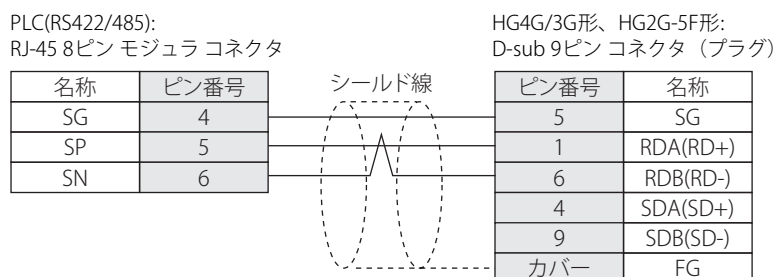 PLC(RS422/485):
RJ-45 8ピン モジュラ コネクタ
HG4G/3G形、HG2G-5F形:
D-sub 9ピン コネクタ（プラグ）
名称 ピン番号 シールド線 ピン番号 名称
SG 4 5 SG
SP 5 1 RDA(RD+)
SN 6 6 RDB(RD-)
4 SDA(SD+)
9 SDB(SD-)
カバー FG